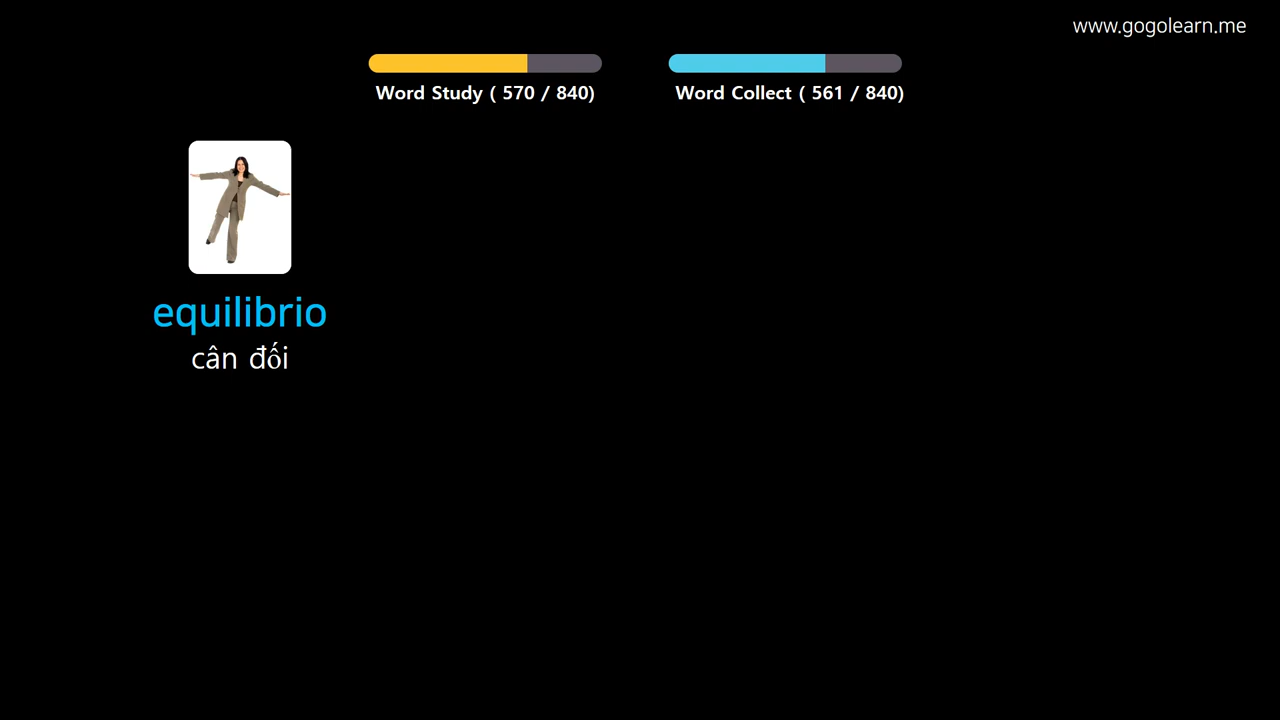 www.gogolearn.me
Word Study ( 570 / 840)
Word Collect ( 561 / 840)
equilibrio
cân đối